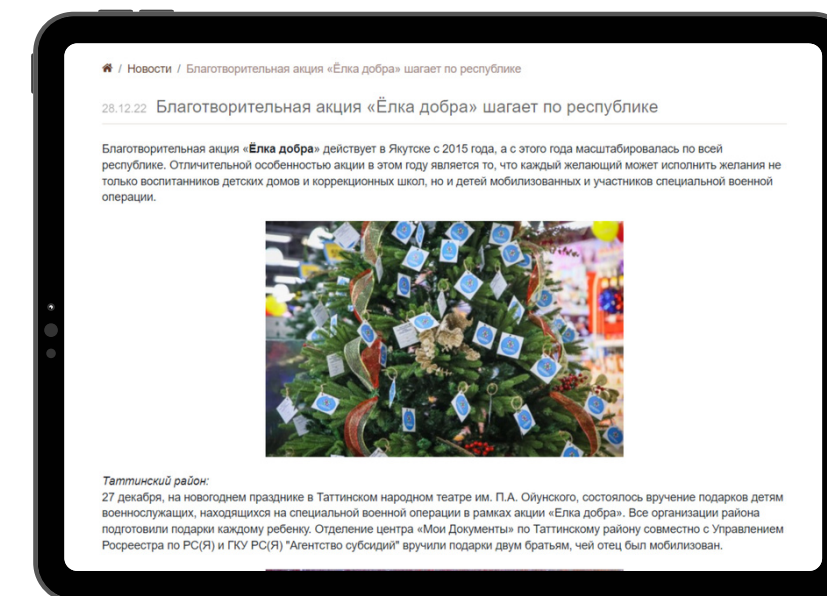 / Новости / Благотворительная акция «Ёлка добра» шагает по республике
28.12.22 Благотворительная акция «Ёлка добра» шагает по республике
Благотворительная акция «Ёлка добра» действует в Якутске с 2015 года, а с этого года масштабировалась по всей
республике. Отличительной особенностью акции в этом году является то, что каждый желающий может исполнить желания не
только воспитанников детских домов и коррекционных школ, но и детей мобилизованных и участников специальной военной
операции.
Таттинский район:
27 декабря, на новогоднем празднике в Таттинском народном театре им. П.А. Ойунского, состоялось вручение подарков детям
военнослужащих, находящихся на специальной военной операции в рамках акции «Елка добра». Все организации района
подготовили подарки каждому ребенку. Отделение центра «Мои Документы» по Таттинскому району совместно с Управлением
Росреестра по РС(Я) и ГКУ РС(Я) "Агентство субсидий" вручили подарки двум братьям, чей отец был мобилизован.